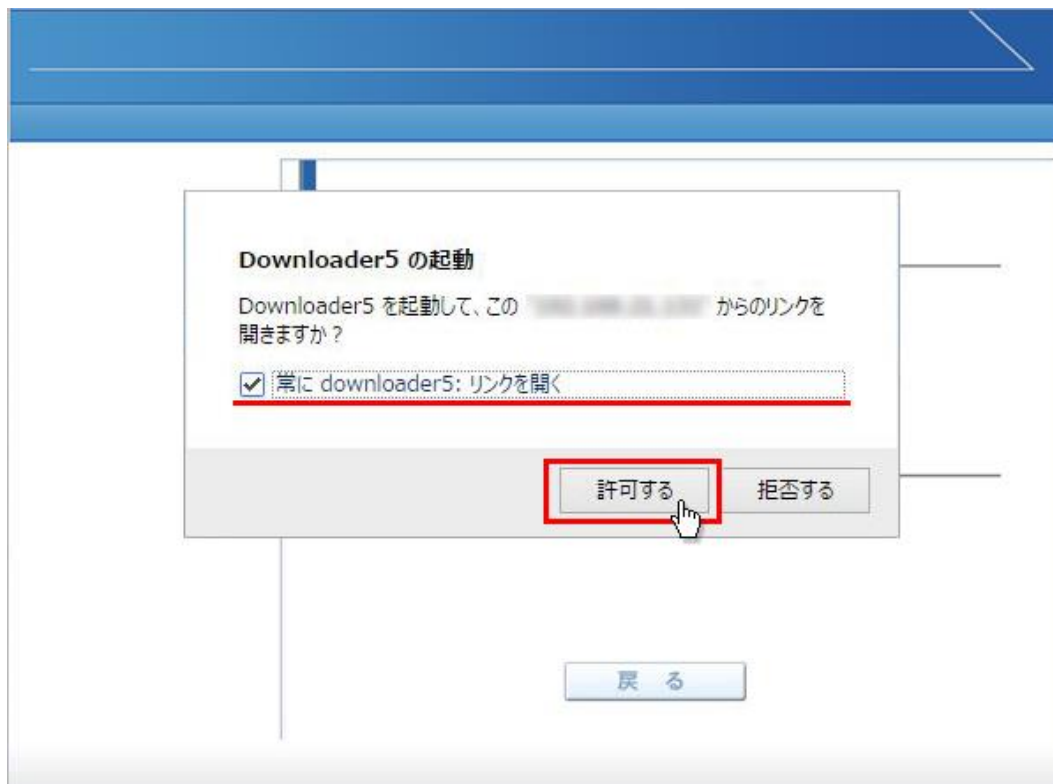 Downloader5 の起動
Downloader5 を起動して、この からのリンクを
開きますか？
常に downloader5: リンクを開く
許可する 拒否する
戻 る